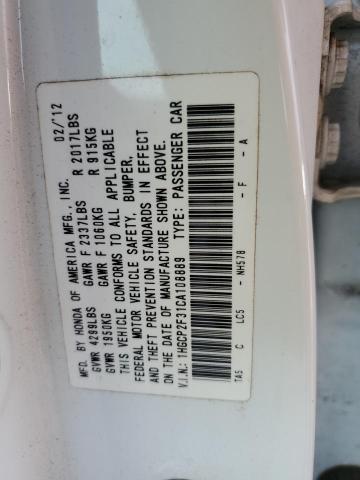 MFD. BY HONDA OF AMERICA MFG., INC. 02/12
GVWR 4299LBS GAWR F 2337LBS R 2017LBS
GVWR 1950KG GAWR F 1060KG R 915KG
THIS VEHICLE CONFORMS TO ALL APPLICABLE
FEDERAL MOTOR VEHICLE SAFETY, BUMPER,
AND THEFT PREVENTION STANDARDS IN EFFECT
ON THE DATE OF MANUFACTURE SHOWN ABOVE.
V.I.N.: 1HGCP2F31CA108889 TYPE: PASSENGER CAR
TA5 C LC5 - NH578 - F - A